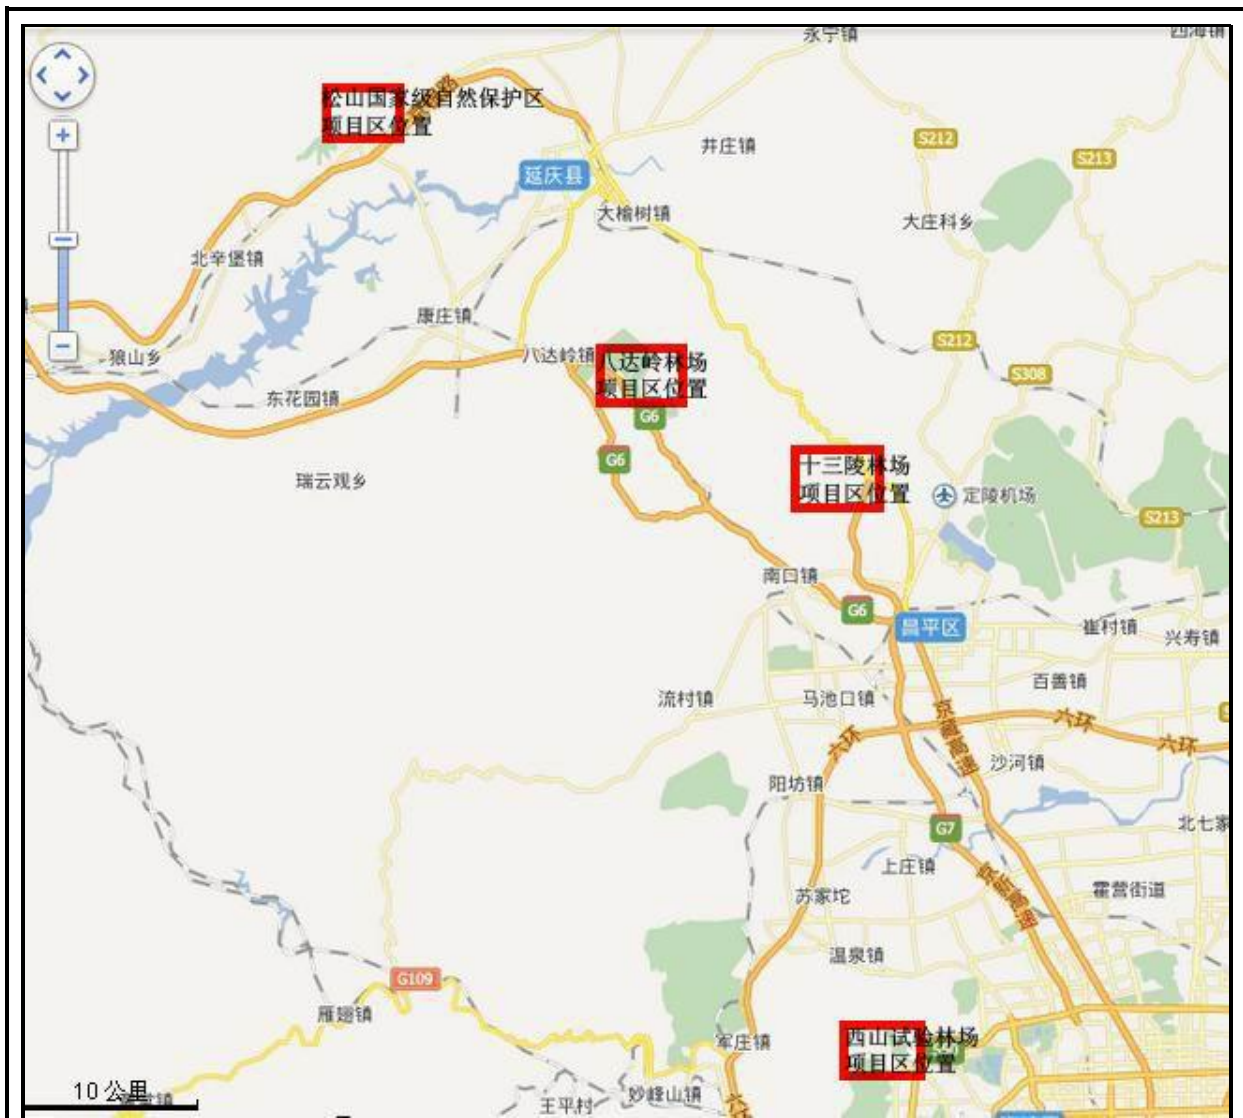 永宁镇
四海镇
松山国家级自然保护区
项目区位置
井庄镇
S212
S213
延庆县
大榆树镇
大庄科乡
北辛堡镇
康庄镇
S212
狼山乡
八达岭镇
八达岭林场
项目区位置
S308
东花园镇
G6
G6
十三陵林场
项目区位置
瑞云观乡
定陵机场
S213
南口镇
G6
昌平区
崔村镇
兴寿镇
百善镇
流村镇
马池口镇
京藏高速
六环
六环
六环
沙河镇
阳坊镇
G7
北七家
上庄镇
京新高速
苏家坨
霍营街道
温泉镇
G109
雁翅镇
军庄镇
西山试验林场
项目区位置
10 公里
妙峰山镇
王平村
六环